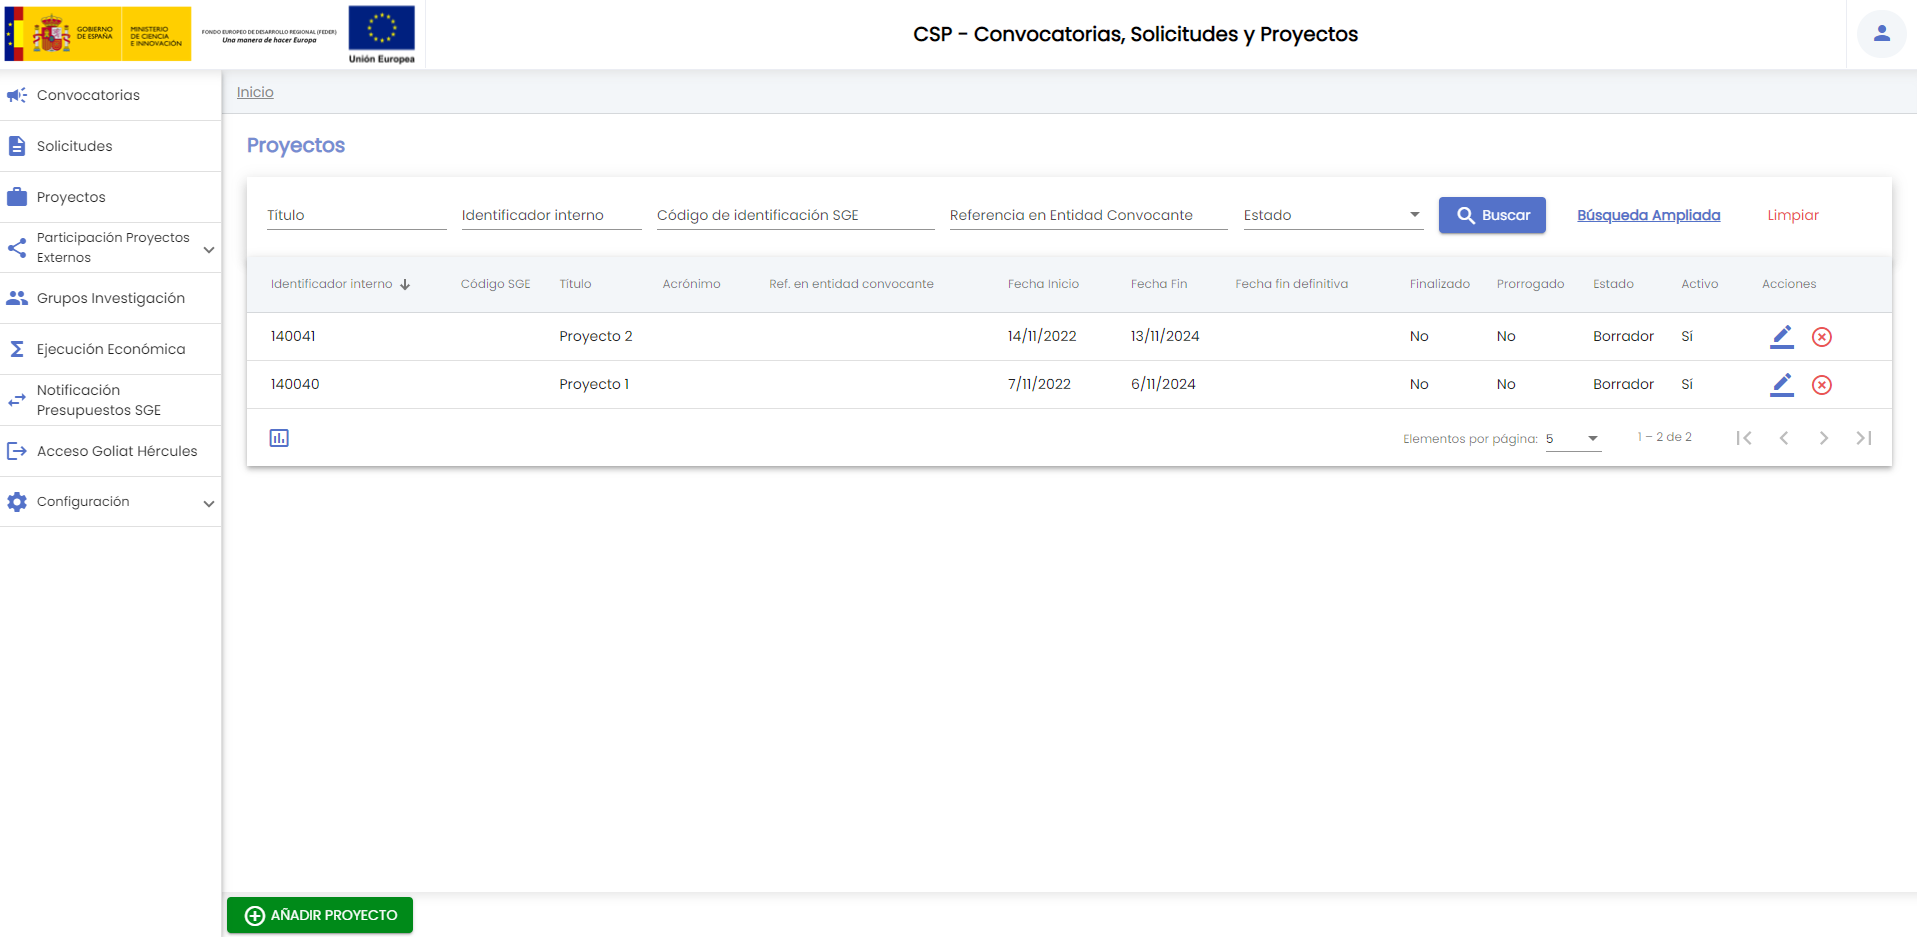 GOBIERNO
DE ESPAÑA
MINISTERIO
DE CIENCIA
E INNOVACIÓN
FONDO EUROPEO DE DESARROLLO REGIONAL (FEDER)
Una manera de hacer Europa
Unión Europea
CSP - Convocatorias, Solicitudes y Proyectos
Convocatorias
Solicitudes
Proyectos
Participación Proyectos
Externos
Grupos Investigación
Ejecución Económica
Notificación
Presupuestos SGE
Acceso Goliat Hércules
Configuración
Inicio
Proyectos
Título Identificador interno Código de identificación SGE Referencia en Entidad Convocante Estado Buscar Búsqueda Ampliada Limpiar
Identificador interno Código SGE Título Acrónimo Ref. en entidad convocante Fecha Inicio Fecha Fin Fecha fin definitiva Finalizado Prorrogado Estado Activo Acciones
140041 Proyecto 2 14/11/2022 13/11/2024 No No Borrador Sí
140040 Proyecto 1 7/11/2022 6/11/2024 No No Borrador Sí
Elementos por página: 5 1 – 2 de 2
AÑADIR PROYECTO